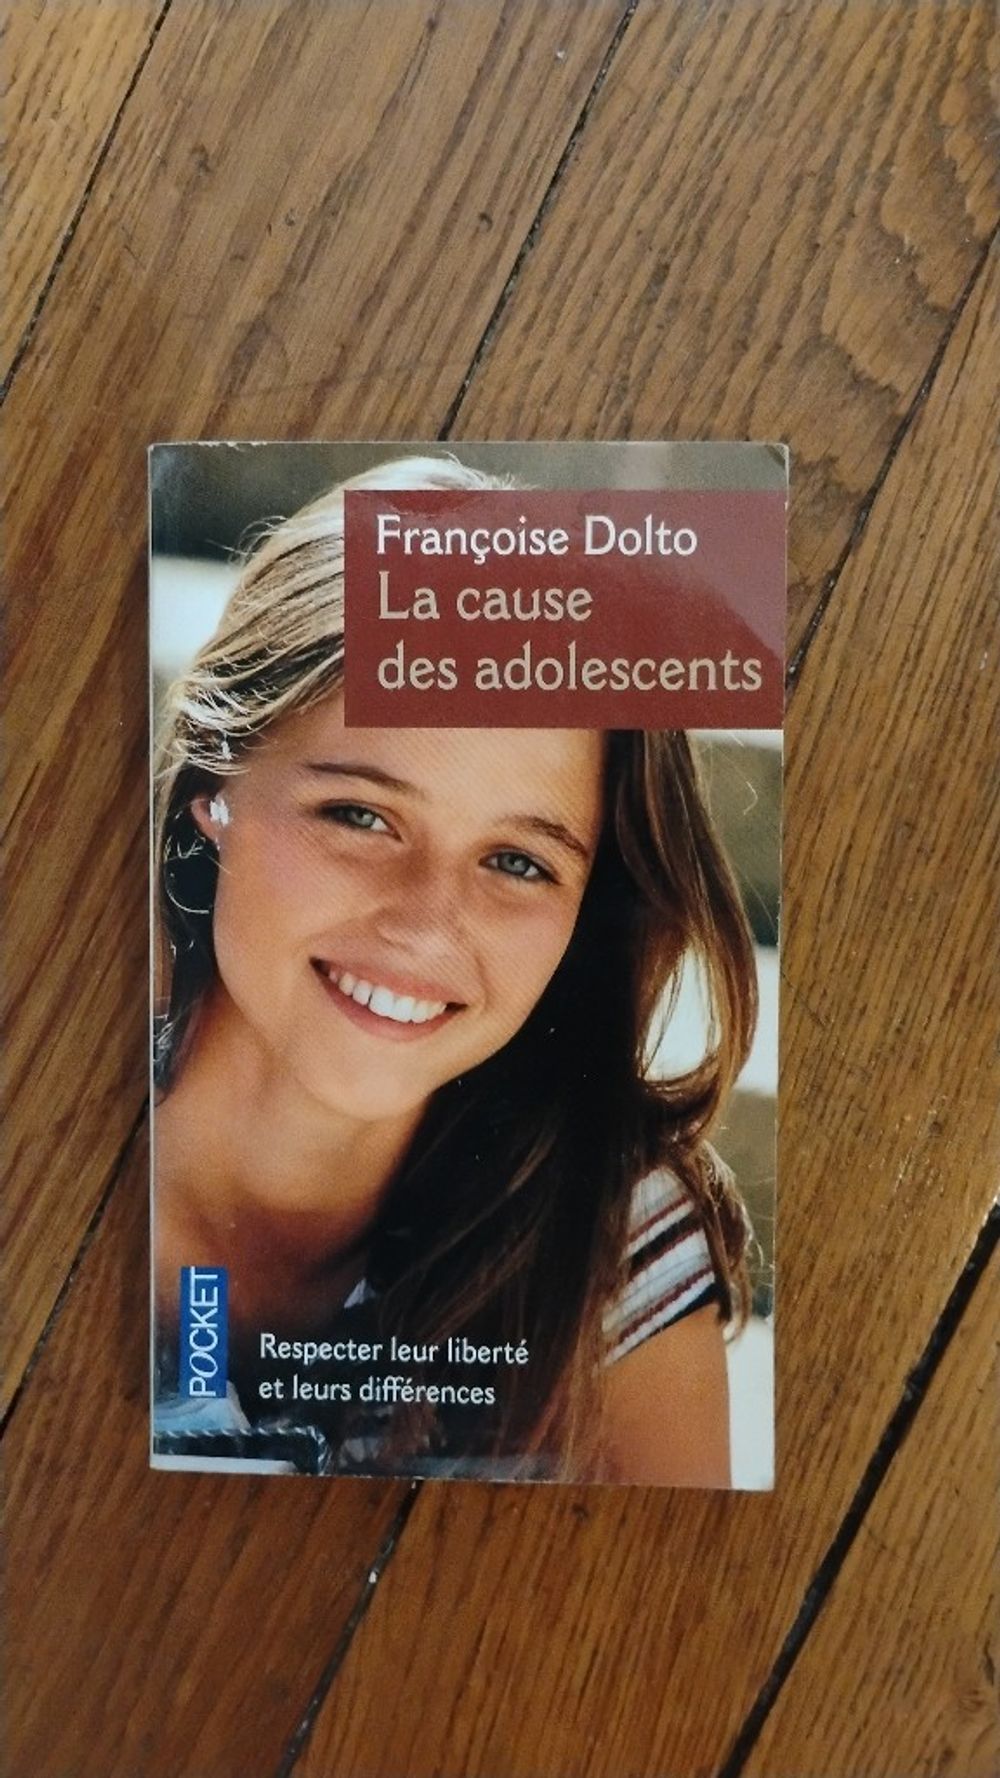 Françoise Dolto
La cause
des adolescents
POCKET
Respecter leur liberté
et leurs différences